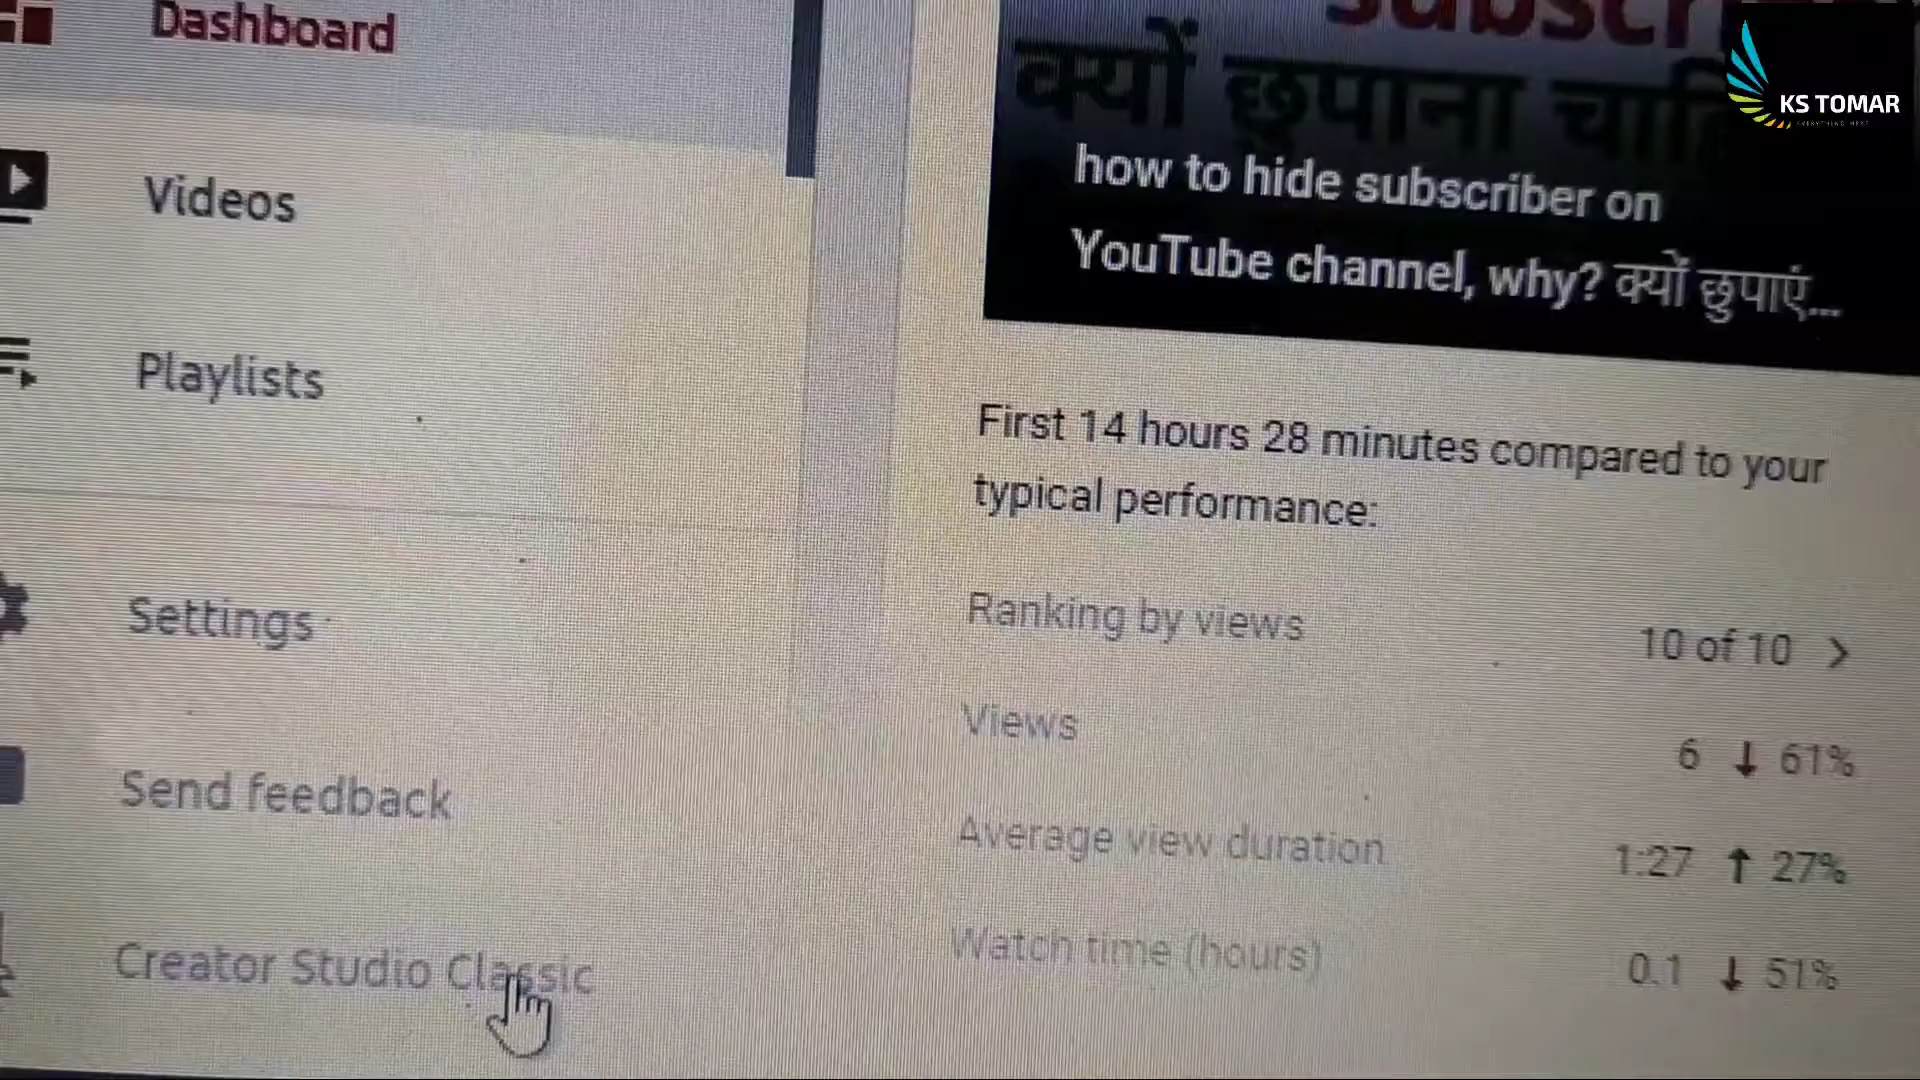 Dashboard
Videos
Playlists
Settings
Send feedback
Creator Studio Classic
subscr
क्यों छुपाना चाहि
KS TOMAR
how to hide subscriber on
YouTube channel, why? क्यों छुपाएं...
First 14 hours 28 minutes compared to your
typical performance:
Ranking by views 10 of 10 >
Views 6 ↓ 61%
Average view duration 1:27 ↑ 27%
Watch time (hours) 0.1 ↓ 51%